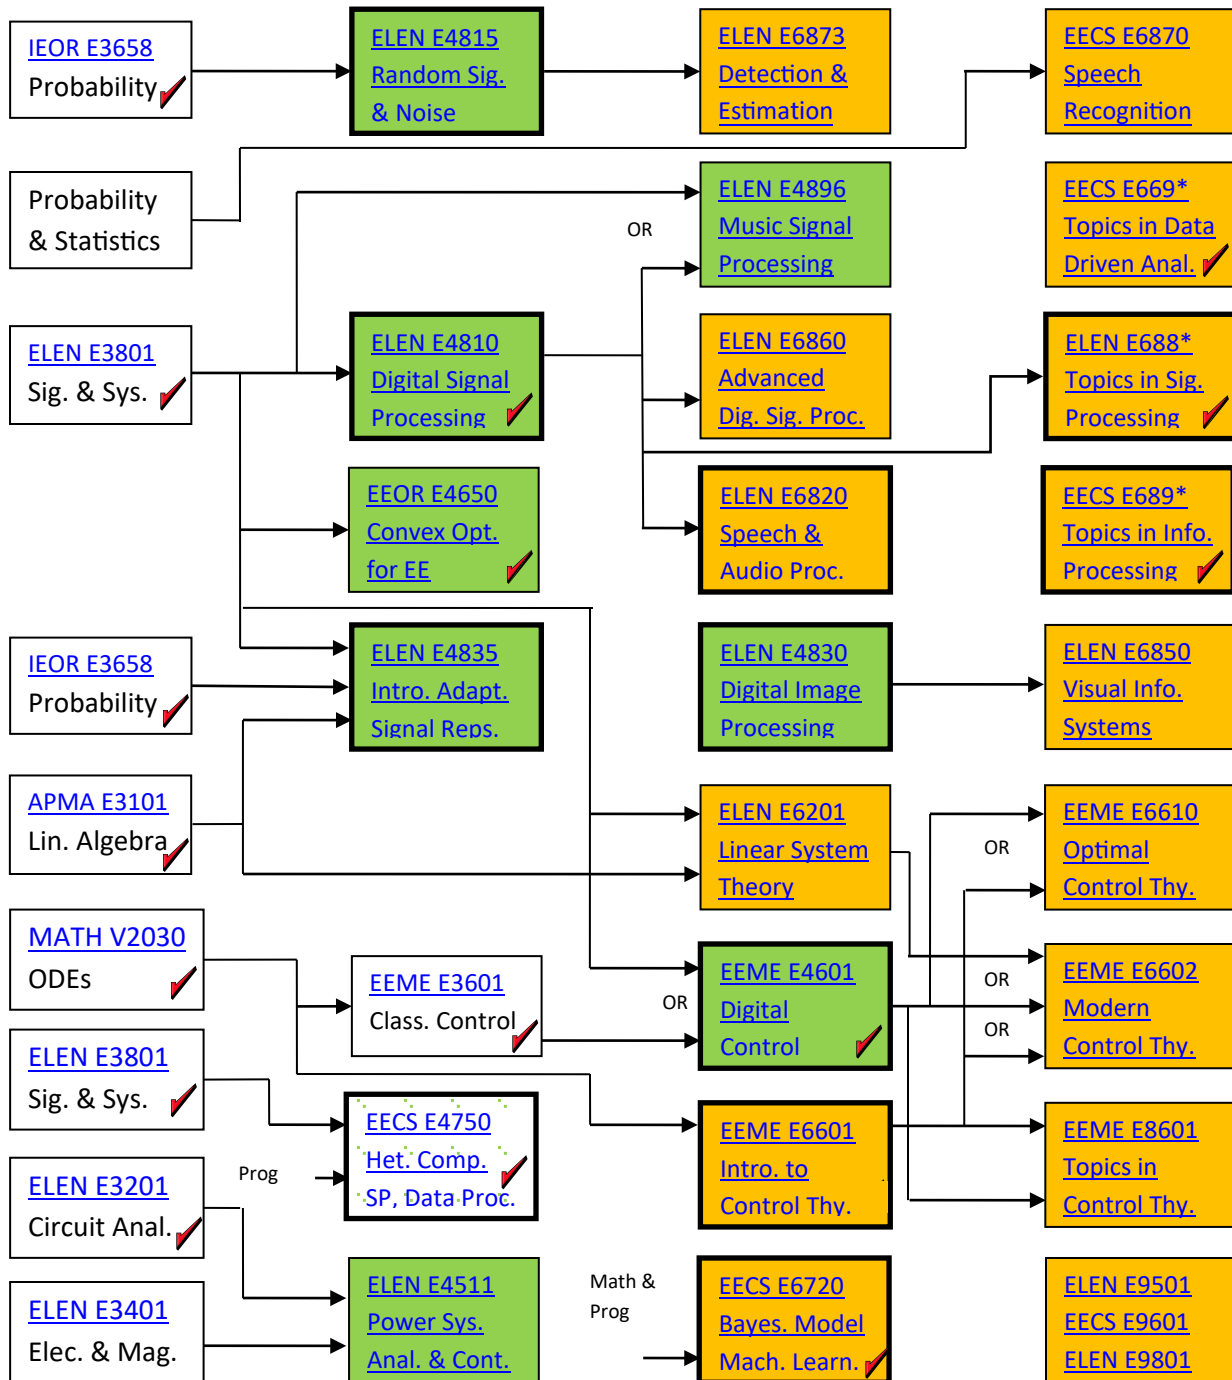 IEOR E3658
Probability
ELEN E4815
Random Sig.
& Noise
ELEN E6873
Detection &
Estimation
EECS E6870
Speech
Recognition
Probability
& Statistics
OR
ELEN E4896
Music Signal
Processing
EECS E669*
Topics in Data
Driven Anal.
ELEN E3801
Sig. & Sys.
ELEN E4810
Digital Signal
Processing
ELEN E6860
Advanced
Dig. Sig. Proc.
ELEN E688*
Topics in Sig.
Processing
EEOR E4650
Convex Opt.
for EE
ELEN E6820
Speech &
Audio Proc.
EECS E689*
Topics in Info.
Processing
IEOR E3658
Probability
ELEN E4835
Intro. Adapt.
Signal Reps.
ELEN E4830
Digital Image
Processing
ELEN E6850
Visual Info.
Systems
APMA E3101
Lin. Algebra
ELEN E6201
Linear System
Theory
OR
EEME E6610
Optimal
Control Thy.
MATH V2030
ODEs
EEME E3601
Class. Control
OR
EEME E4601
Digital
Control
OR
OR
EEME E6602
Modern
Control Thy.
ELEN E3801
Sig. & Sys.
Prog
EECS E4750
Het. Comp.
SP, Data Proc.
EEME E6601
Intro. to
Control Thy.
EEME E8601
Topics in
Control Thy.
ELEN E3201
Circuit Anal.
ELEN E3401
Elec. & Mag.
ELEN E4511
Power Sys.
Anal. & Cont.
Math &
Prog
EECS E6720
Bayes. Model
Mach. Learn.
ELEN E9501
EECS E9601
ELEN E9801